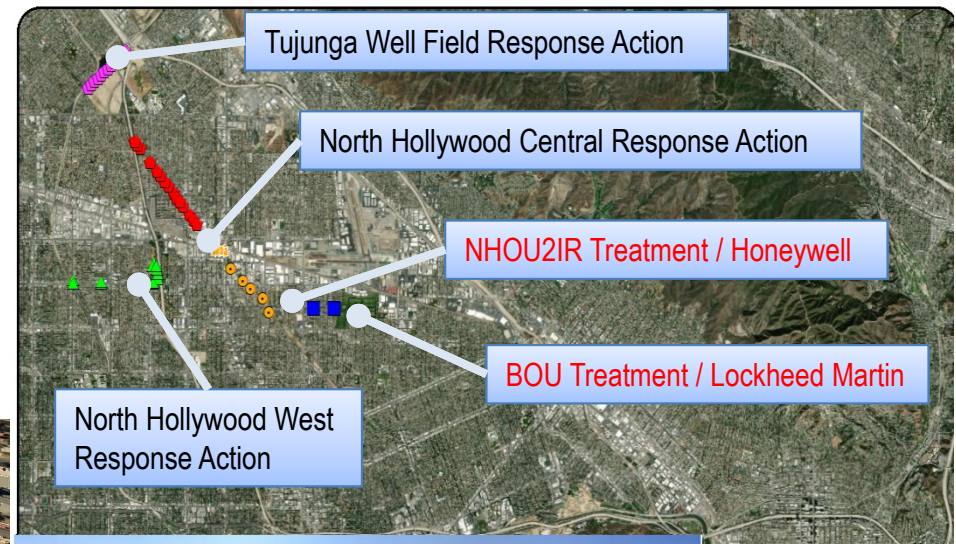 Tujunga Well Field Response Action
North Hollywood Central Response Action
NHOU2IR Treatment / Honeywell
BOU Treatment / Lockheed Martin
North Hollywood West
Response Action